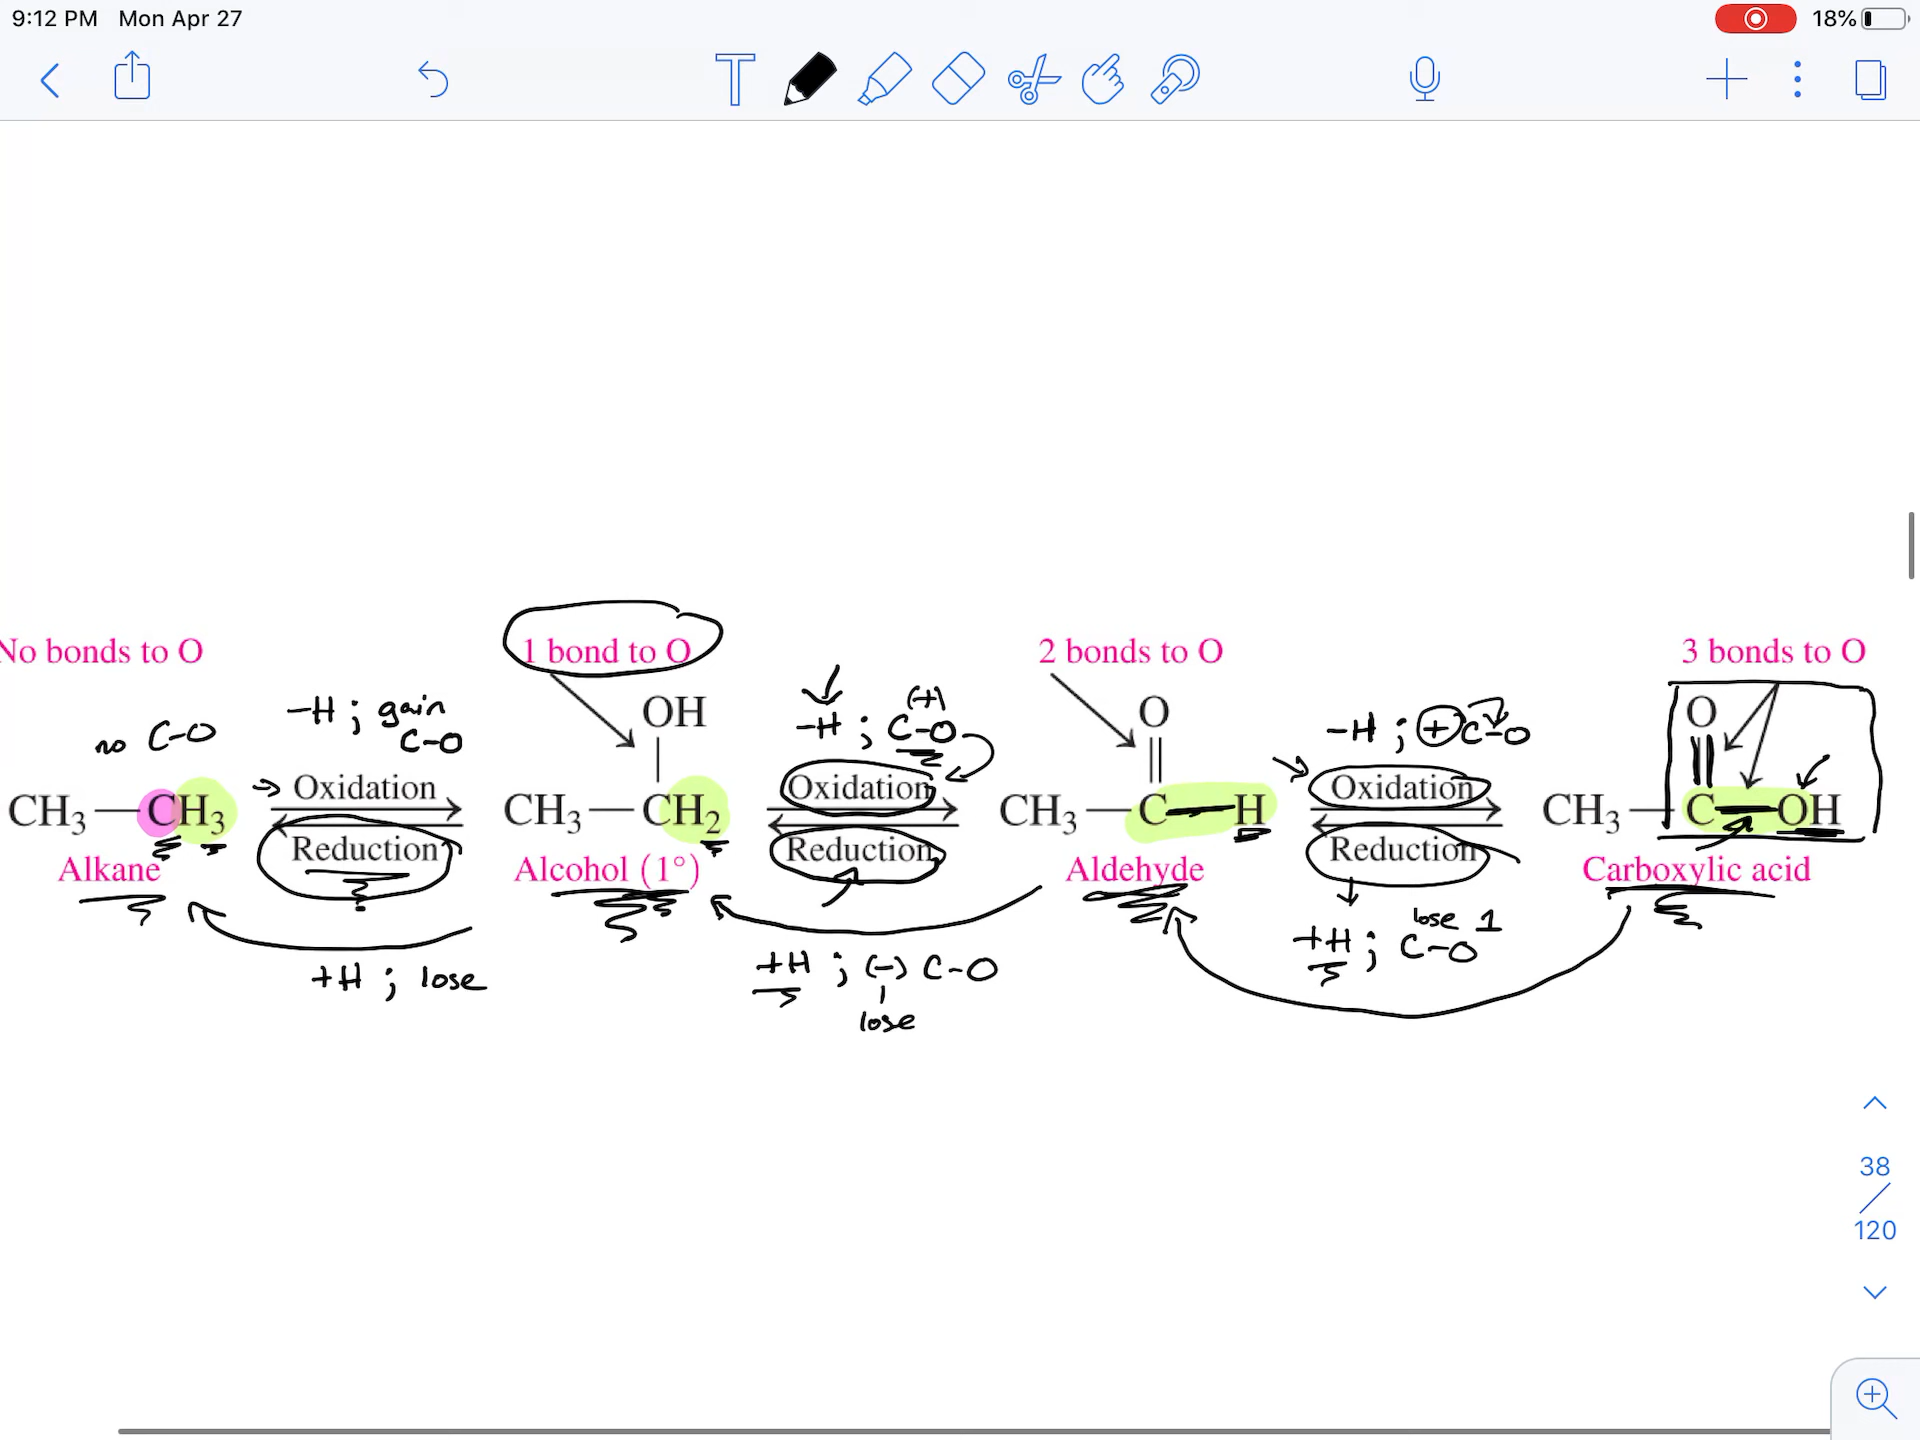 9:12 PM Mon Apr 27
18%
T
No bonds to O
1 bond to O
2 bonds to O
3 bonds to O
no C-O
-H ; gain
C-O
OH
-H ; (+)
C-O
O
-H ; + C-O
O
CH₃—CH₃
Oxidation
Reduction
CH₃—CH₂
Oxidation
Reduction
CH₃—C—H
Oxidation
Reduction
CH₃—C—OH
Alkane
Alcohol (1°)
Aldehyde
Carboxylic acid
+H ; lose
+H ; (-) C-O
lose
+H ; lose 1
C-O
38
/
120